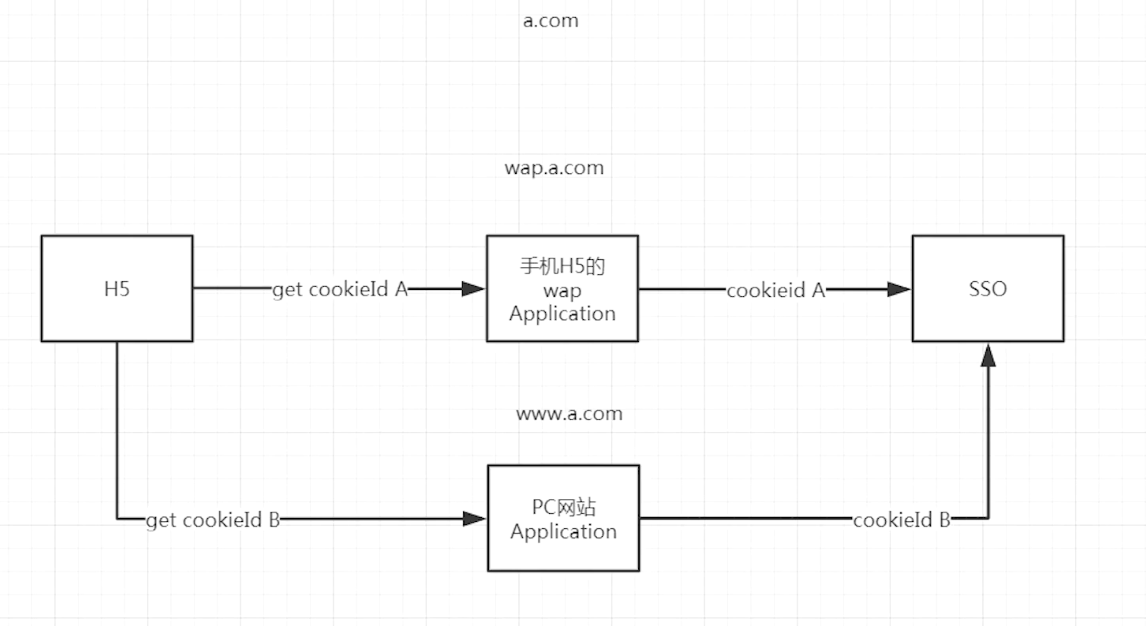 a.com
wap.a.com
H5
get cookieId A
手机H5的
wap
Application
cookieid A
SSO
www.a.com
get cookieId B
PC网站
Application
cookieId B